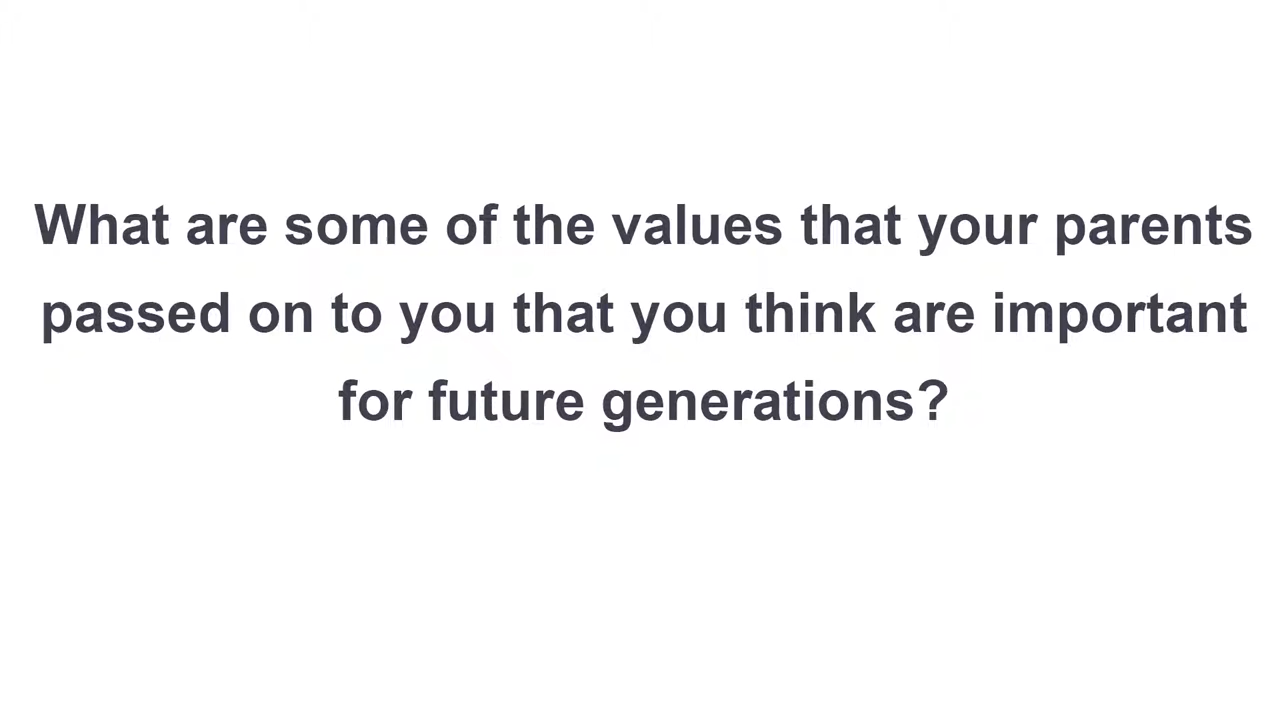 What are some of the values that your parents
passed on to you that you think are important
for future generations?